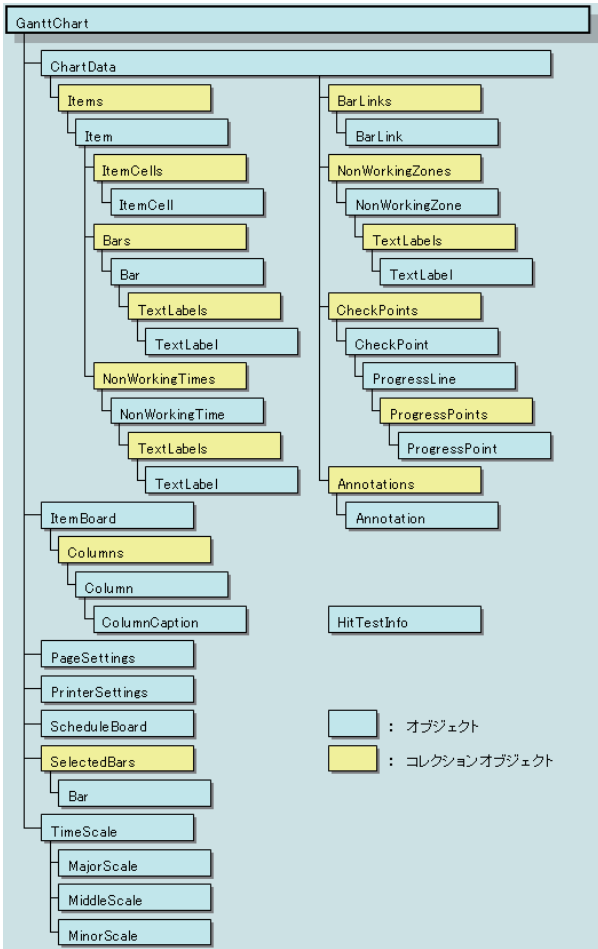 GanttChart
ChartData
Items
Item
ItemCells
ItemCell
Bars
Bar
TextLabels
TextLabel
NonWorkingTimes
NonWorkingTime
TextLabels
TextLabel
BarLinks
BarLink
NonWorkingZones
NonWorkingZone
TextLabels
TextLabel
CheckPoints
CheckPoint
ProgressLine
ProgressPoints
ProgressPoint
Annotations
Annotation
ItemBoard
Columns
Column
ColumnCaption
HitTestInfo
PageSettings
PrinterSettings
ScheduleBoard
SelectedBars
Bar
TimeScale
MajorScale
MiddleScale
MinorScale
： オブジェクト
： コレクションオブジェクト